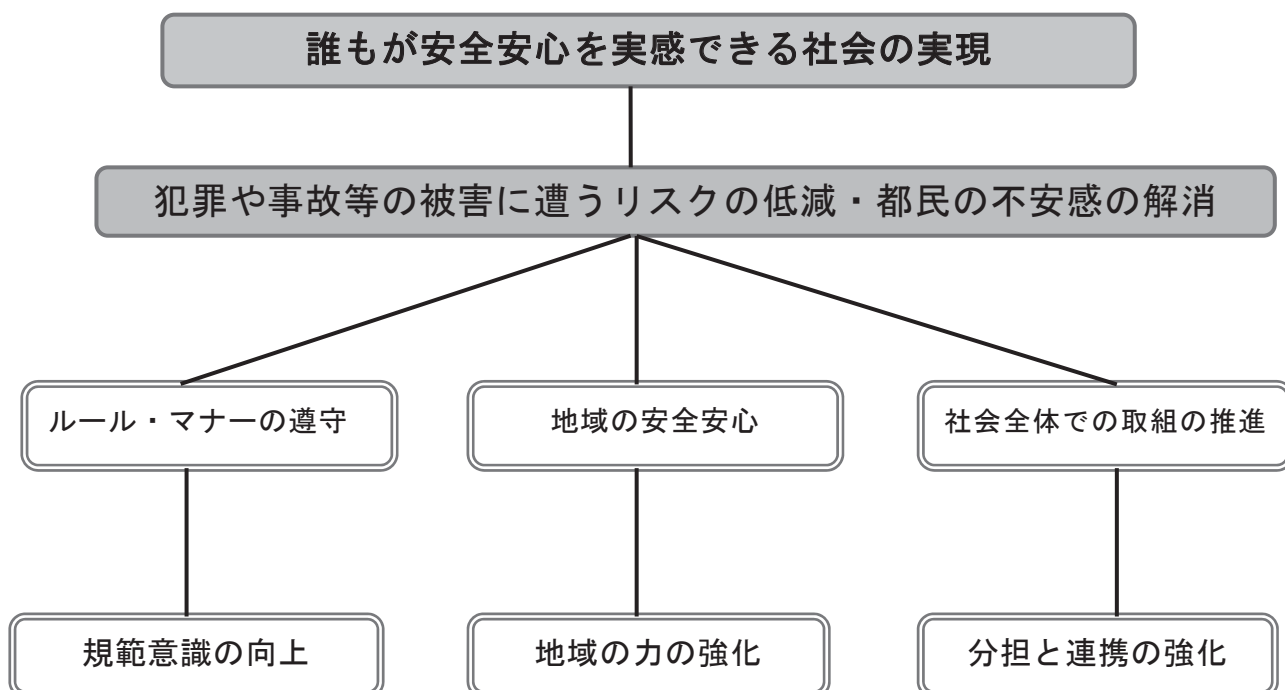 誰もが安全安心を実感できる社会の実現
犯罪や事故等の被害に遭うリスクの低減・都民の不安感の解消
ルール・マナーの遵守
地域の安全安心
社会全体での取組の推進
規範意識の向上
地域の力の強化
分担と連携の強化